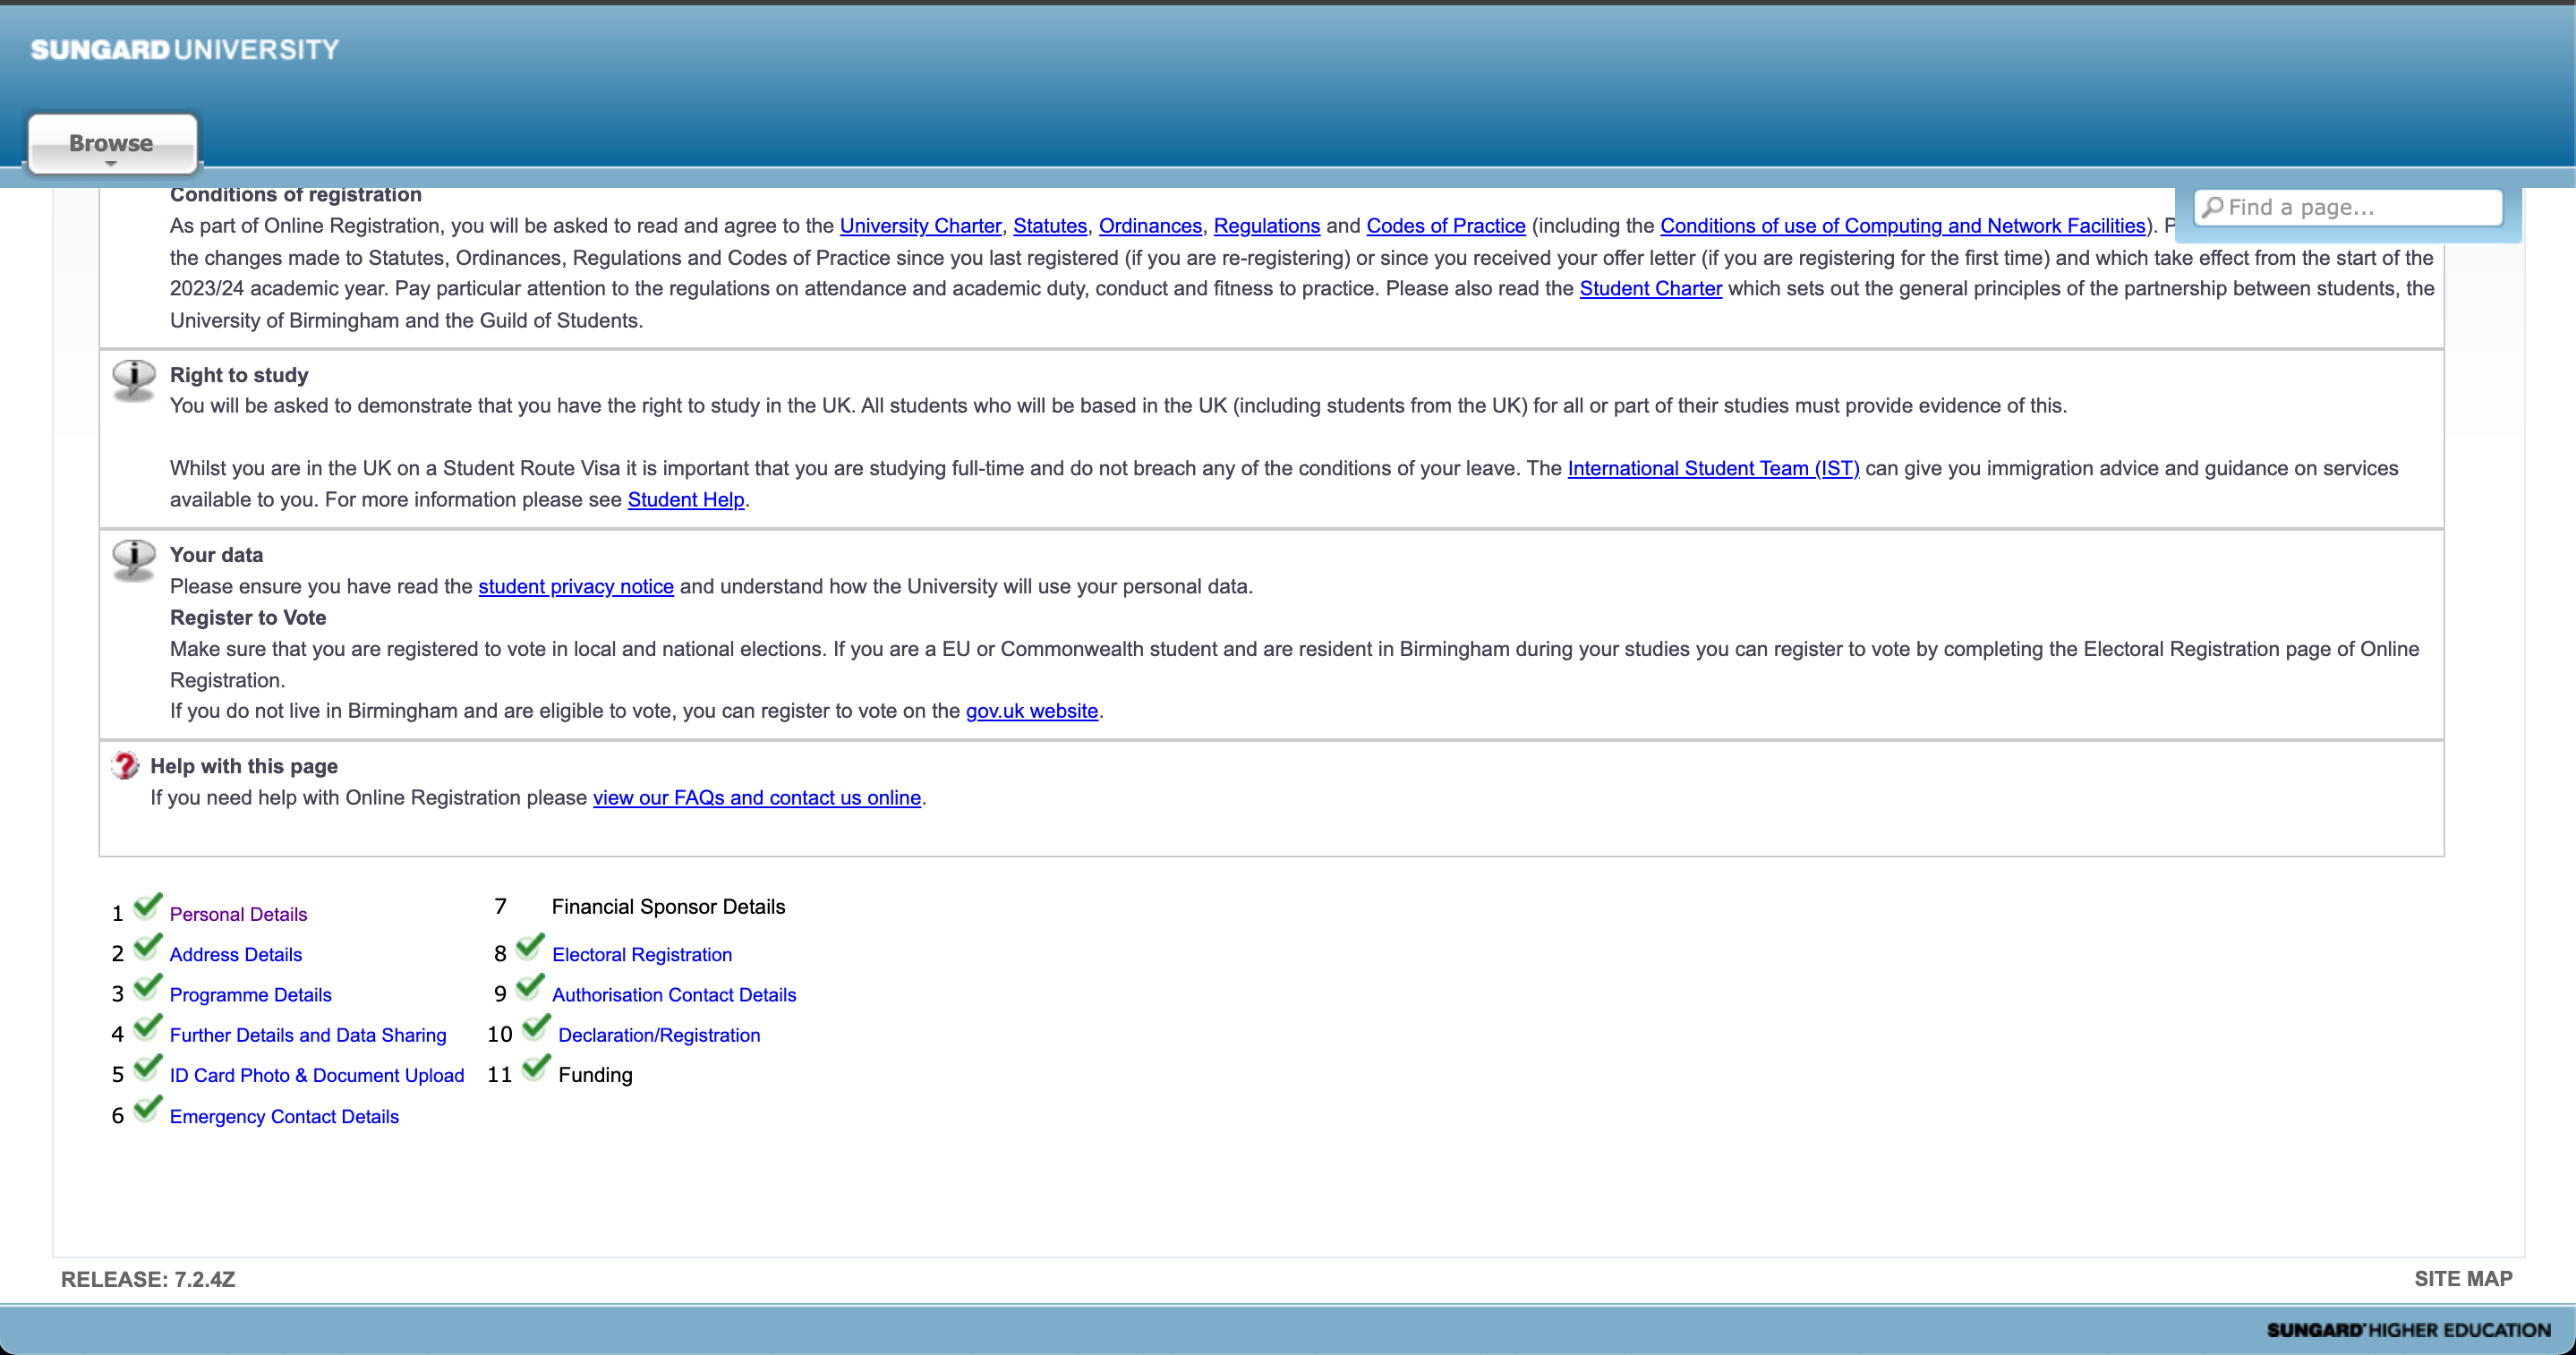 SUNGARD UNIVERSITY
Browse
Find a page...
Conditions of registration
As part of Online Registration, you will be asked to read and agree to the University Charter, Statutes, Ordinances, Regulations and Codes of Practice (including the Conditions of use of Computing and Network Facilities).
the changes made to Statutes, Ordinances, Regulations and Codes of Practice since you last registered (if you are re-registering) or since you received your offer letter (if you are registering for the first time) and which take effect from the start of the
2023/24 academic year. Pay particular attention to the regulations on attendance and academic duty, conduct and fitness to practice. Please also read the Student Charter which sets out the general principles of the partnership between students, the
University of Birmingham and the Guild of Students.
Right to study
You will be asked to demonstrate that you have the right to study in the UK. All students who will be based in the UK (including students from the UK) for all or part of their studies must provide evidence of this.
Whilst you are in the UK on a Student Route Visa it is important that you are studying full-time and do not breach any of the conditions of your leave. The International Student Team (IST) can give you immigration advice and guidance on services
available to you. For more information please see Student Help.
Your data
Please ensure you have read the student privacy notice and understand how the University will use your personal data.
Register to Vote
Make sure that you are registered to vote in local and national elections. If you are a EU or Commonwealth student and are resident in Birmingham during your studies you can register to vote by completing the Electoral Registration page of Online
Registration.
If you do not live in Birmingham and are eligible to vote, you can register to vote on the gov.uk website.
Help with this page
If you need help with Online Registration please view our FAQs and contact us online.
1 Personal Details
2 Address Details
3 Programme Details
4 Further Details and Data Sharing
5 ID Card Photo & Document Upload
6 Emergency Contact Details
7 Financial Sponsor Details
8 Electoral Registration
9 Authorisation Contact Details
10 Declaration/Registration
11 Funding
RELEASE: 7.2.4Z
SITE MAP
SUNGARD HIGHER EDUCATION